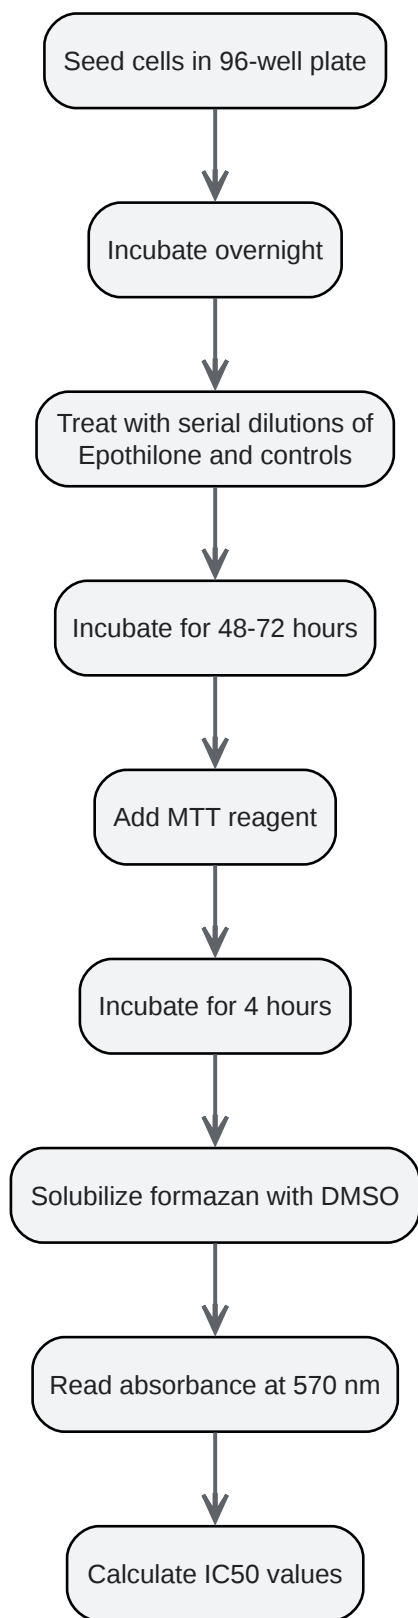 Seed cells in 96-well plate
Incubate overnight
Treat with serial dilutions of
Epothilone and controls
Incubate for 48-72 hours
Add MTT reagent
Incubate for 4 hours
Solubilize formazan with DMSO
Read absorbance at 570 nm
Calculate IC50 values